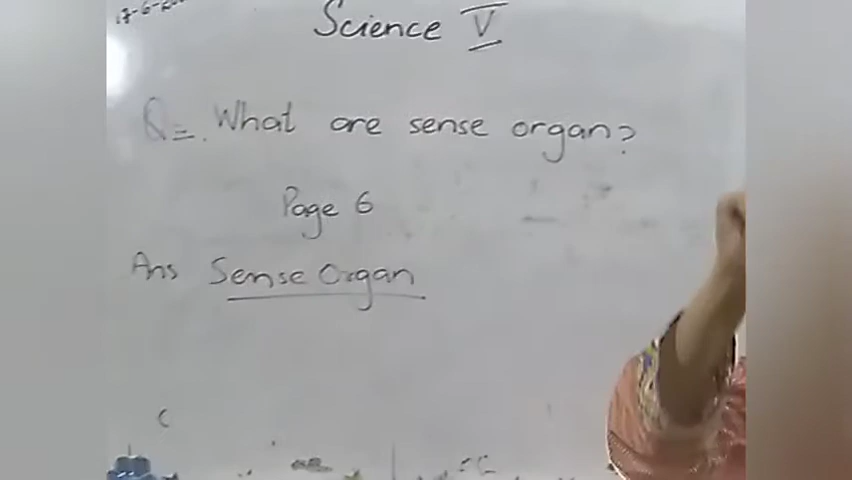 Science V
Q=. What are sense organ?
Page 6
Ans Sense Organ